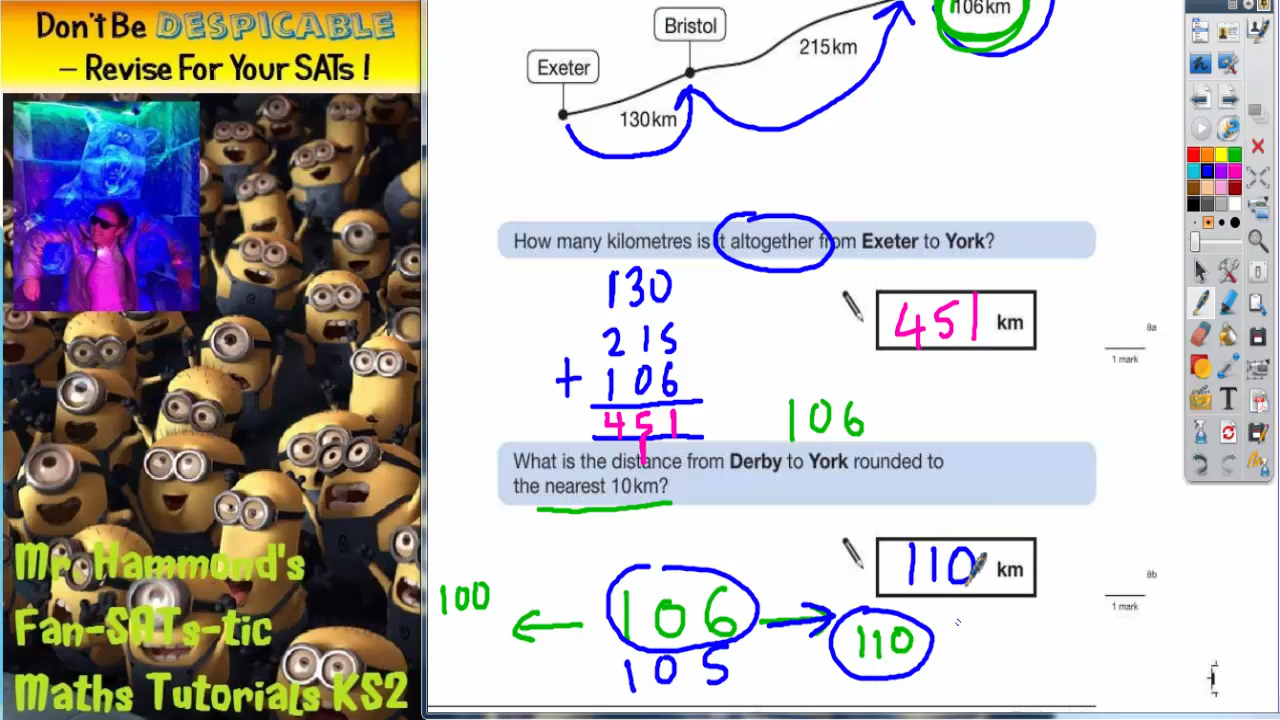 Don't Be DESPICABLE
– Revise For Your SATs !
Mr. Hammond's
Fan-SATs-tic
Maths Tutorials KS2
106km
Bristol
215km
Exeter
130km
How many kilometres is it altogether from Exeter to York?
130
215
+ 106
451
451 km
8a
1 mark
106
What is the distance from Derby to York rounded to
the nearest 10km?
110 km
8b
1 mark
100
106
110
105